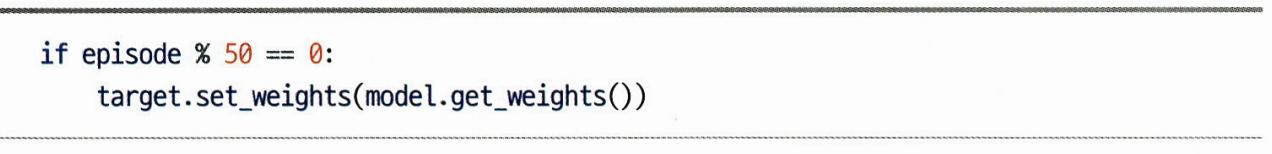 if episode % 50 == 0:
    target.set_weights(model.get_weights())